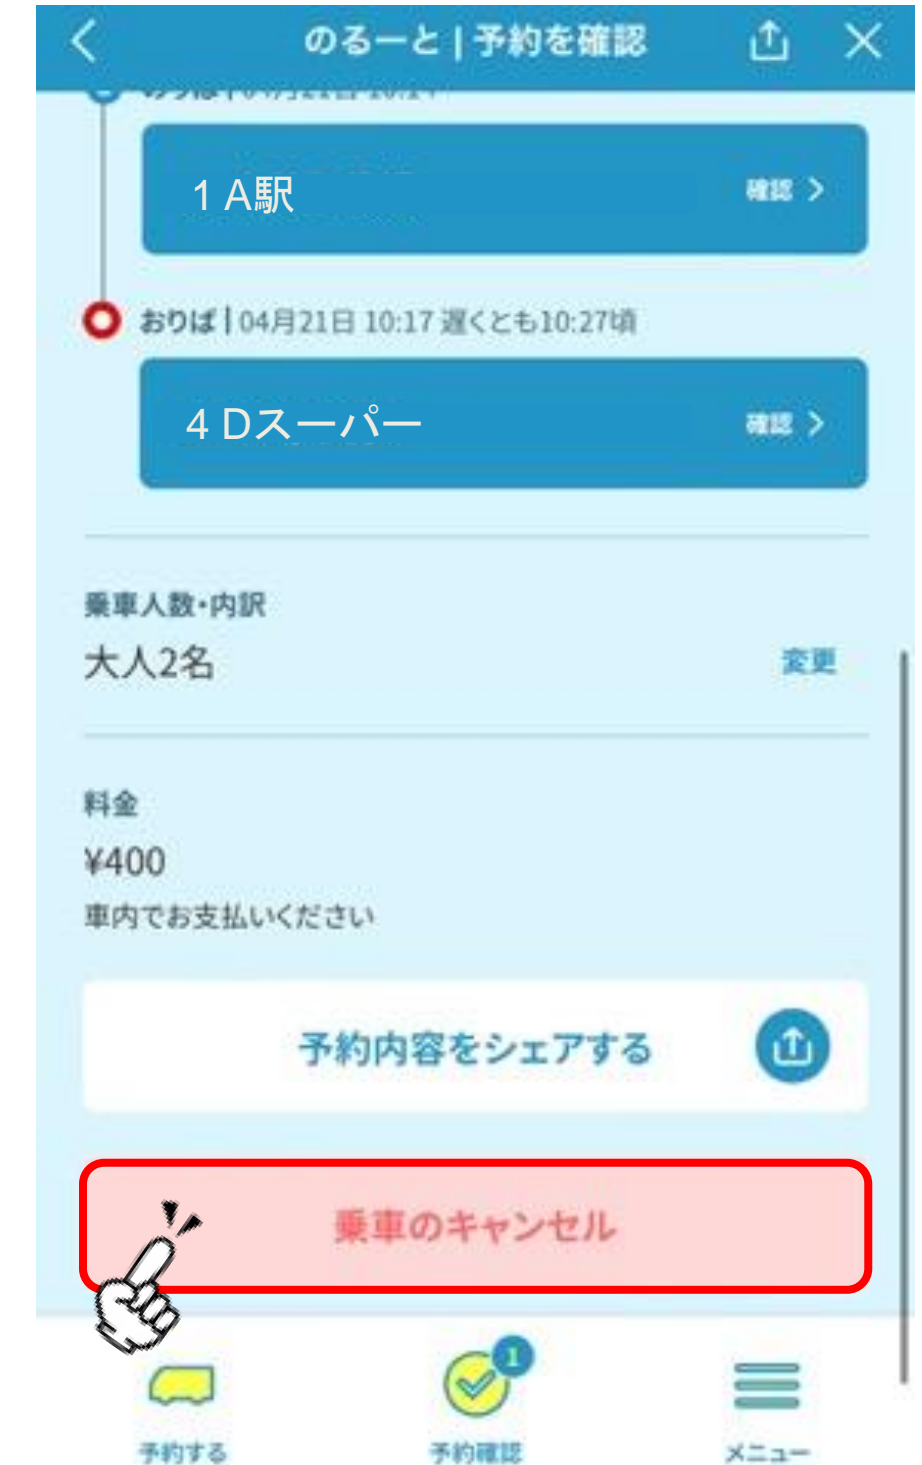 のるーと | 予約を確認
1 A駅
確認
おりば | 04月21日 10:17 遅くとも10:27頃
4 Dスーパー
確認
乗車人数・内訳
大人2名
変更
料金
¥400
車内でお支払いください
予約内容をシェアする
乗車のキャンセル
1
予約する
予約確認
メニュー